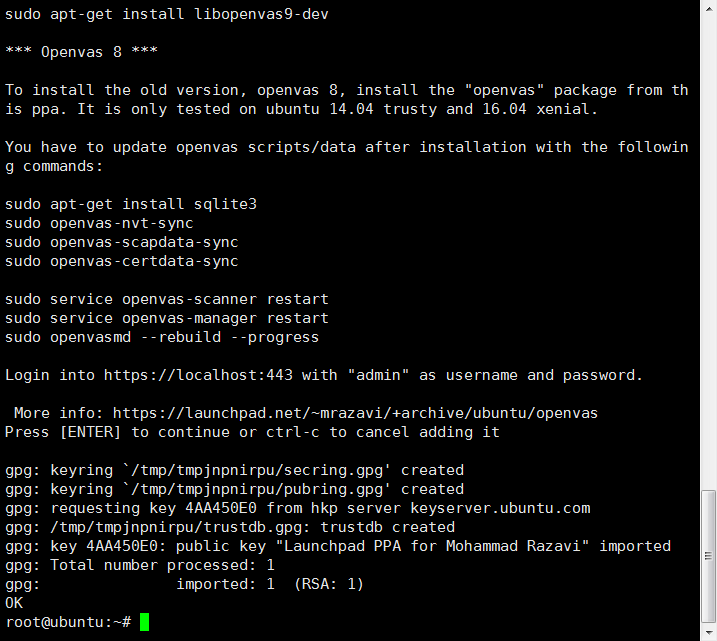 sudo apt-get install libopenvas9-dev
*** Openvas 8 ***
To install the old version, openvas 8, install the "openvas" package from th
is ppa. It is only tested on ubuntu 14.04 trusty and 16.04 xenial.
You have to update openvas scripts/data after installation with the followin
g commands:
sudo apt-get install sqlite3
sudo openvas-nvt-sync
sudo openvas-scapdata-sync
sudo openvas-certdata-sync
sudo service openvas-scanner restart
sudo service openvas-manager restart
sudo openvasmd --rebuild --progress
Login into https://localhost:443 with "admin" as username and password.
 More info: https://launchpad.net/~mrazavi/+archive/ubuntu/openvas
Press [ENTER] to continue or ctrl-c to cancel adding it
gpg: keyring `/tmp/tmpjnpnirpu/secring.gpg' created
gpg: keyring `/tmp/tmpjnpnirpu/pubring.gpg' created
gpg: requesting key 4AA450E0 from hkp server keyserver.ubuntu.com
gpg: /tmp/tmpjnpnirpu/trustdb.gpg: trustdb created
gpg: key 4AA450E0: public key "Launchpad PPA for Mohammad Razavi" imported
gpg: Total number processed: 1
gpg:               imported: 1  (RSA: 1)
OK
root@ubuntu:~#